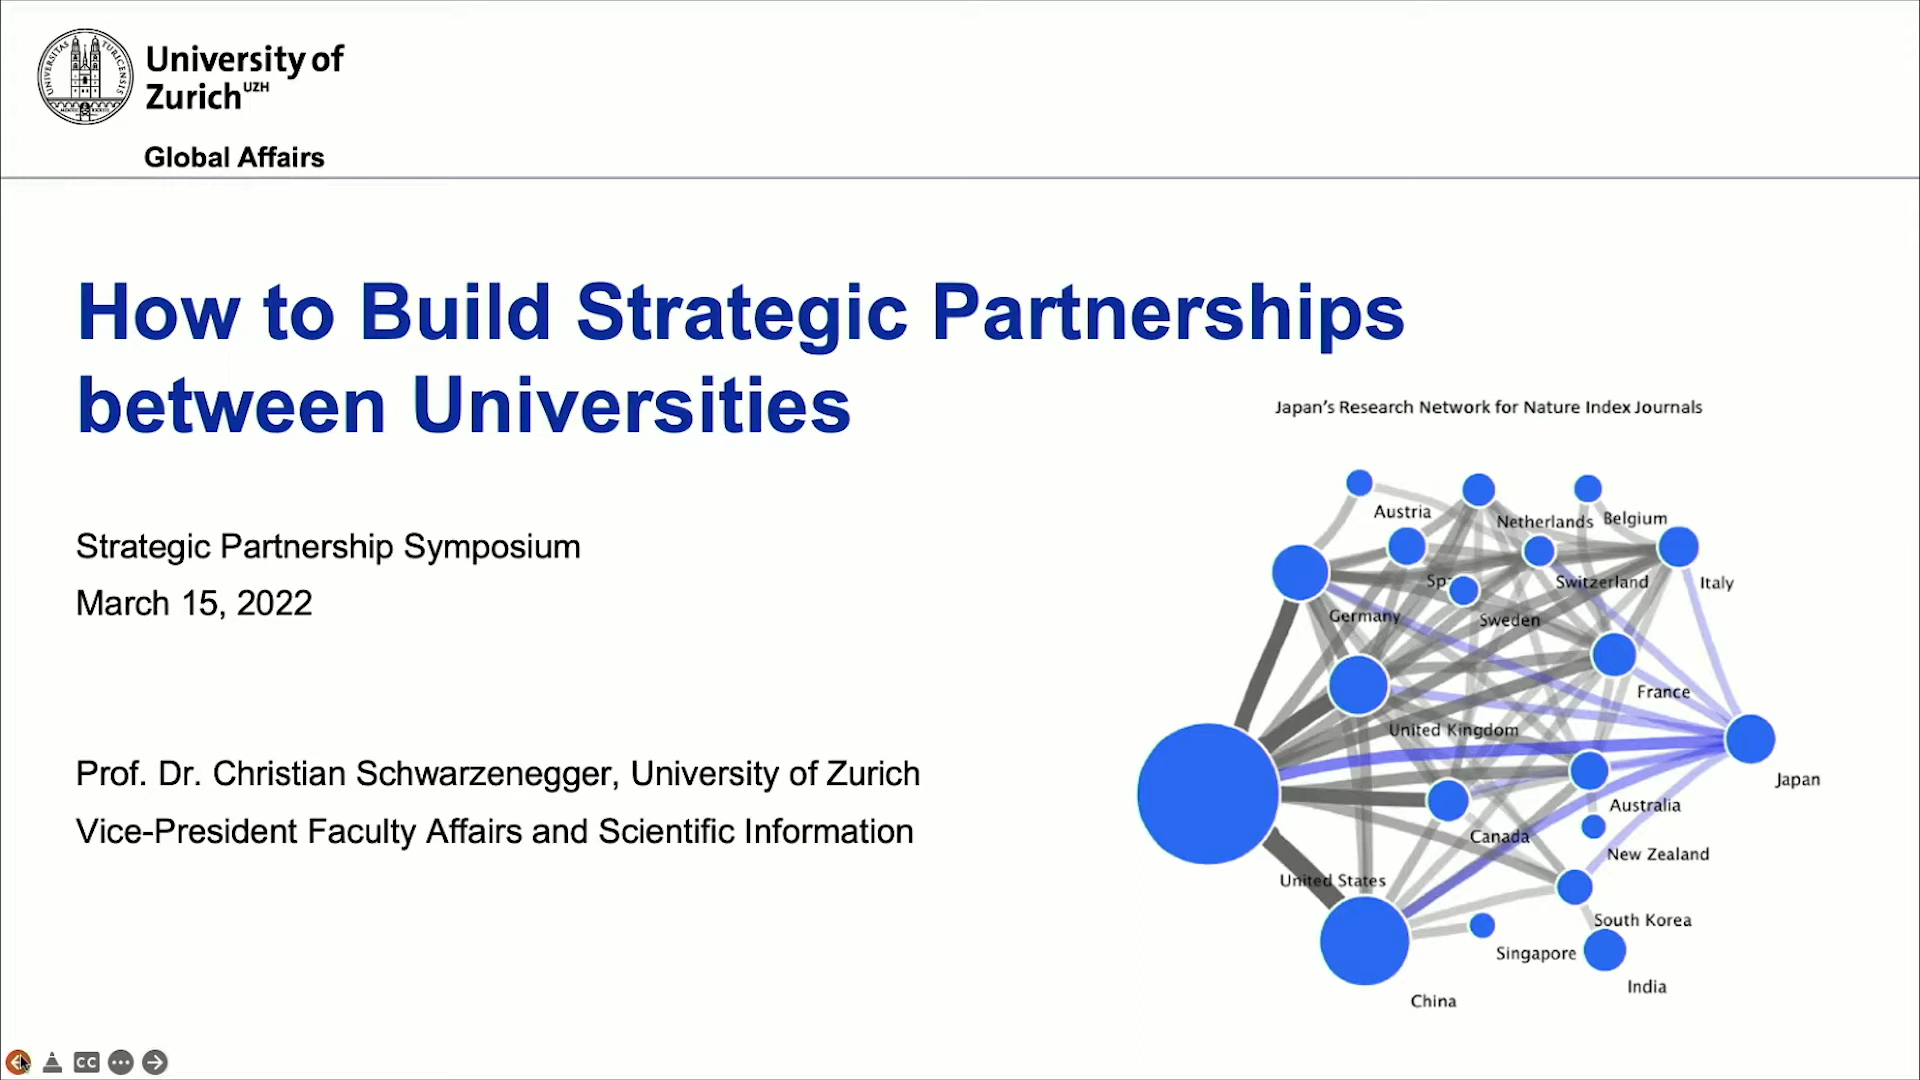 University of
Zurich UZH
Global Affairs
How to Build Strategic Partnerships
between Universities
Strategic Partnership Symposium
March 15, 2022
Prof. Dr. Christian Schwarzenegger, University of Zurich
Vice-President Faculty Affairs and Scientific Information
Japan's Research Network for Nature Index Journals
Austria
Netherlands
Belgium
Switzerland
Italy
Germany
Sweden
France
United Kingdom
Japan
Australia
Canada
New Zealand
United States
South Korea
Singapore
India
China
CC